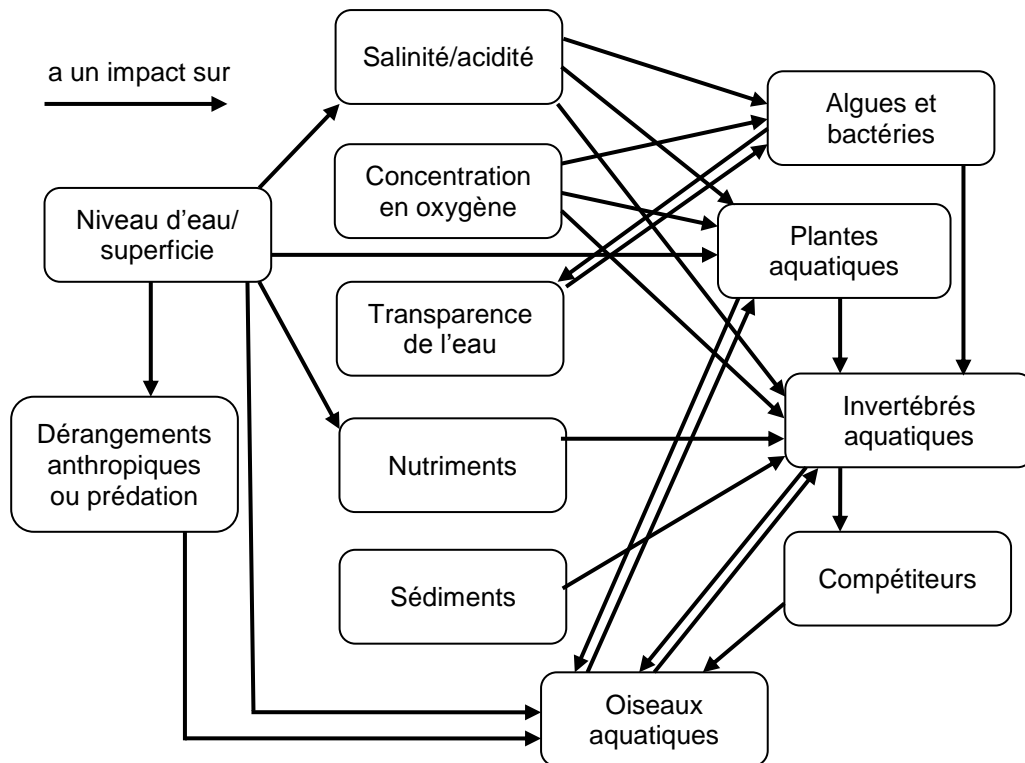 a un impact sur
Salinité/acidité
Algues et
bactéries
Concentration
en oxygène
Niveau d'eau/
superficie
Plantes
aquatiques
Transparence
de l'eau
Dérangements
anthropiques
ou prédation
Invertébrés
aquatiques
Nutriments
Sédiments
Compétiteurs
Oiseaux
aquatiques